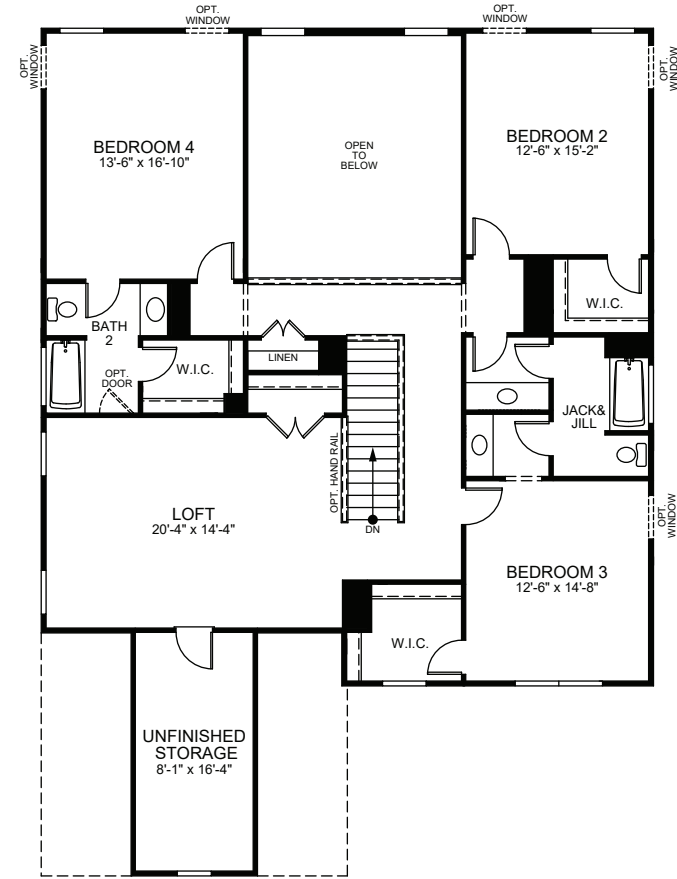 OPT.
WINDOW
OPT.
WINDOW
OPT.
WINDOW
OPT.
WINDOW
BEDROOM 4
13'-6" x 16'-10"
OPEN
TO
BELOW
BEDROOM 2
12'-6" x 15'-2"
W.I.C.
BATH
2
LINEN
W.I.C.
OPT.
DOOR
JACK&
JILL
OPT. HAND RAIL
LOFT
20'-4" x 14'-4"
DN
OPT.
WINDOW
BEDROOM 3
12'-6" x 14'-8"
W.I.C.
UNFINISHED
STORAGE
8'-1" x 16'-4"